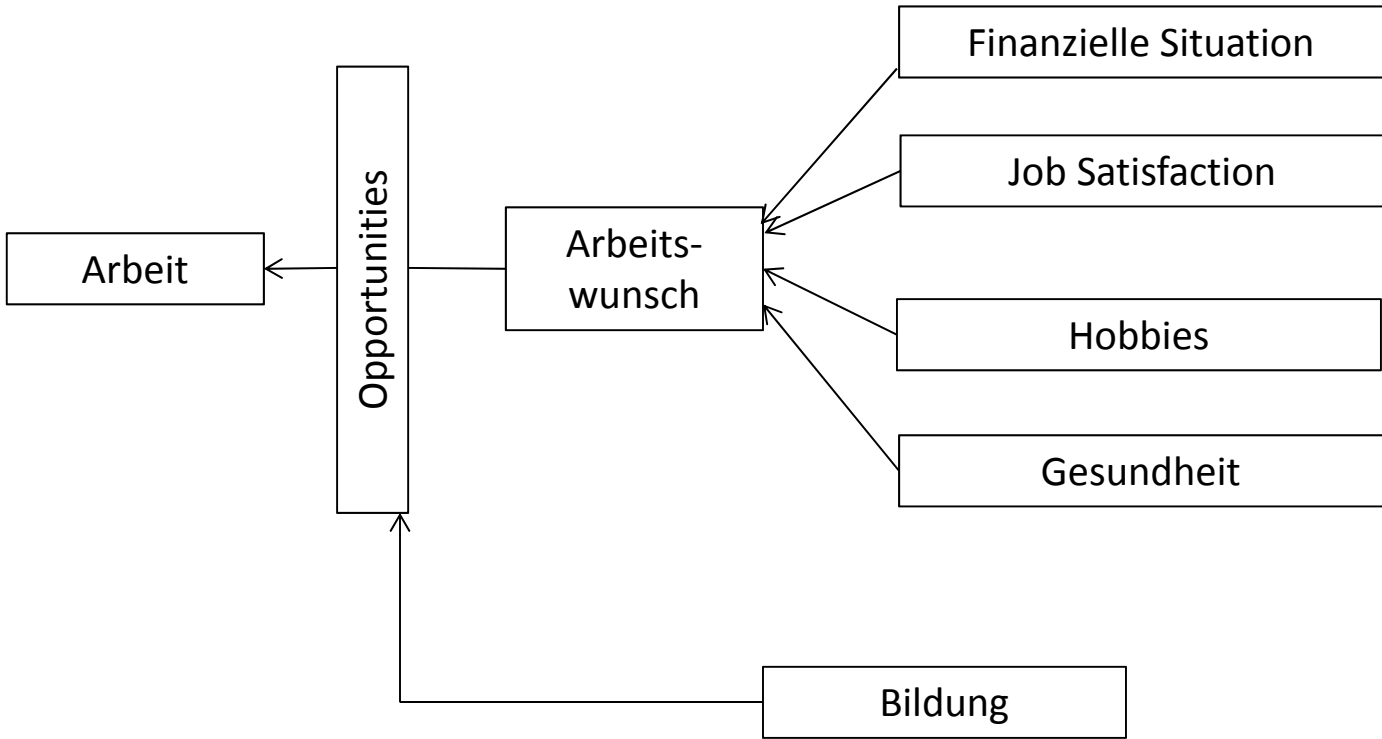 Finanzielle Situation
Job Satisfaction
Opportunities
Arbeits-
wunsch
Arbeit
Hobbies
Gesundheit
Bildung